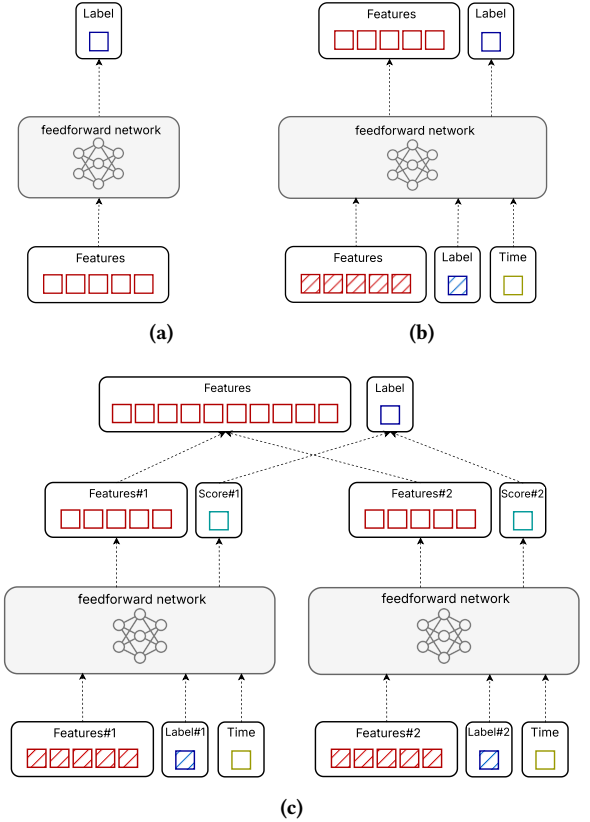 Label
feedforward network
Features
(a)
Features Label
feedforward network
Features Label Time
(b)
Features Label
Features#1 Score#1 Features#2 Score#2
feedforward network feedforward network
Features#1 Label#1 Time Features#2 Label#2 Time
(c)